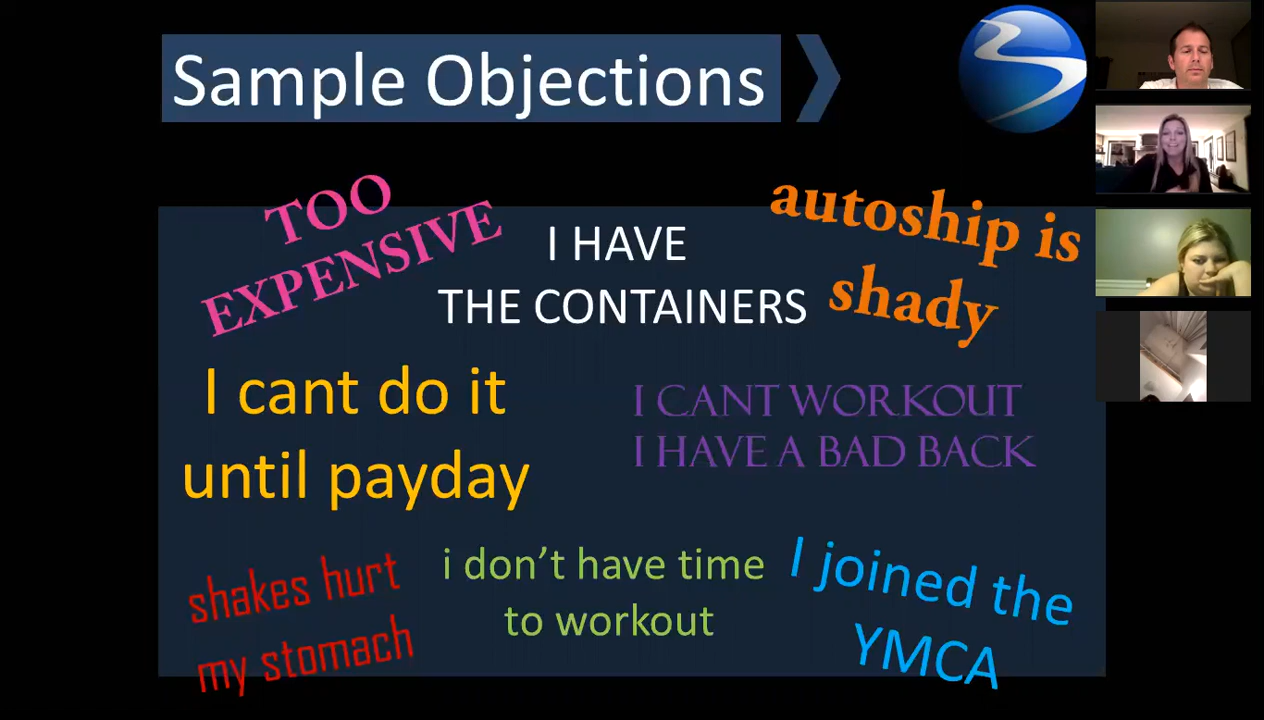 Sample Objections
TOO
EXPENSIVE
I HAVE
THE CONTAINERS
autoship is
shady
I cant do it
until payday
I CANT WORKOUT
I HAVE A BAD BACK
shakes hurt
my stomach
i don’t have time
to workout
I joined the
YMCA